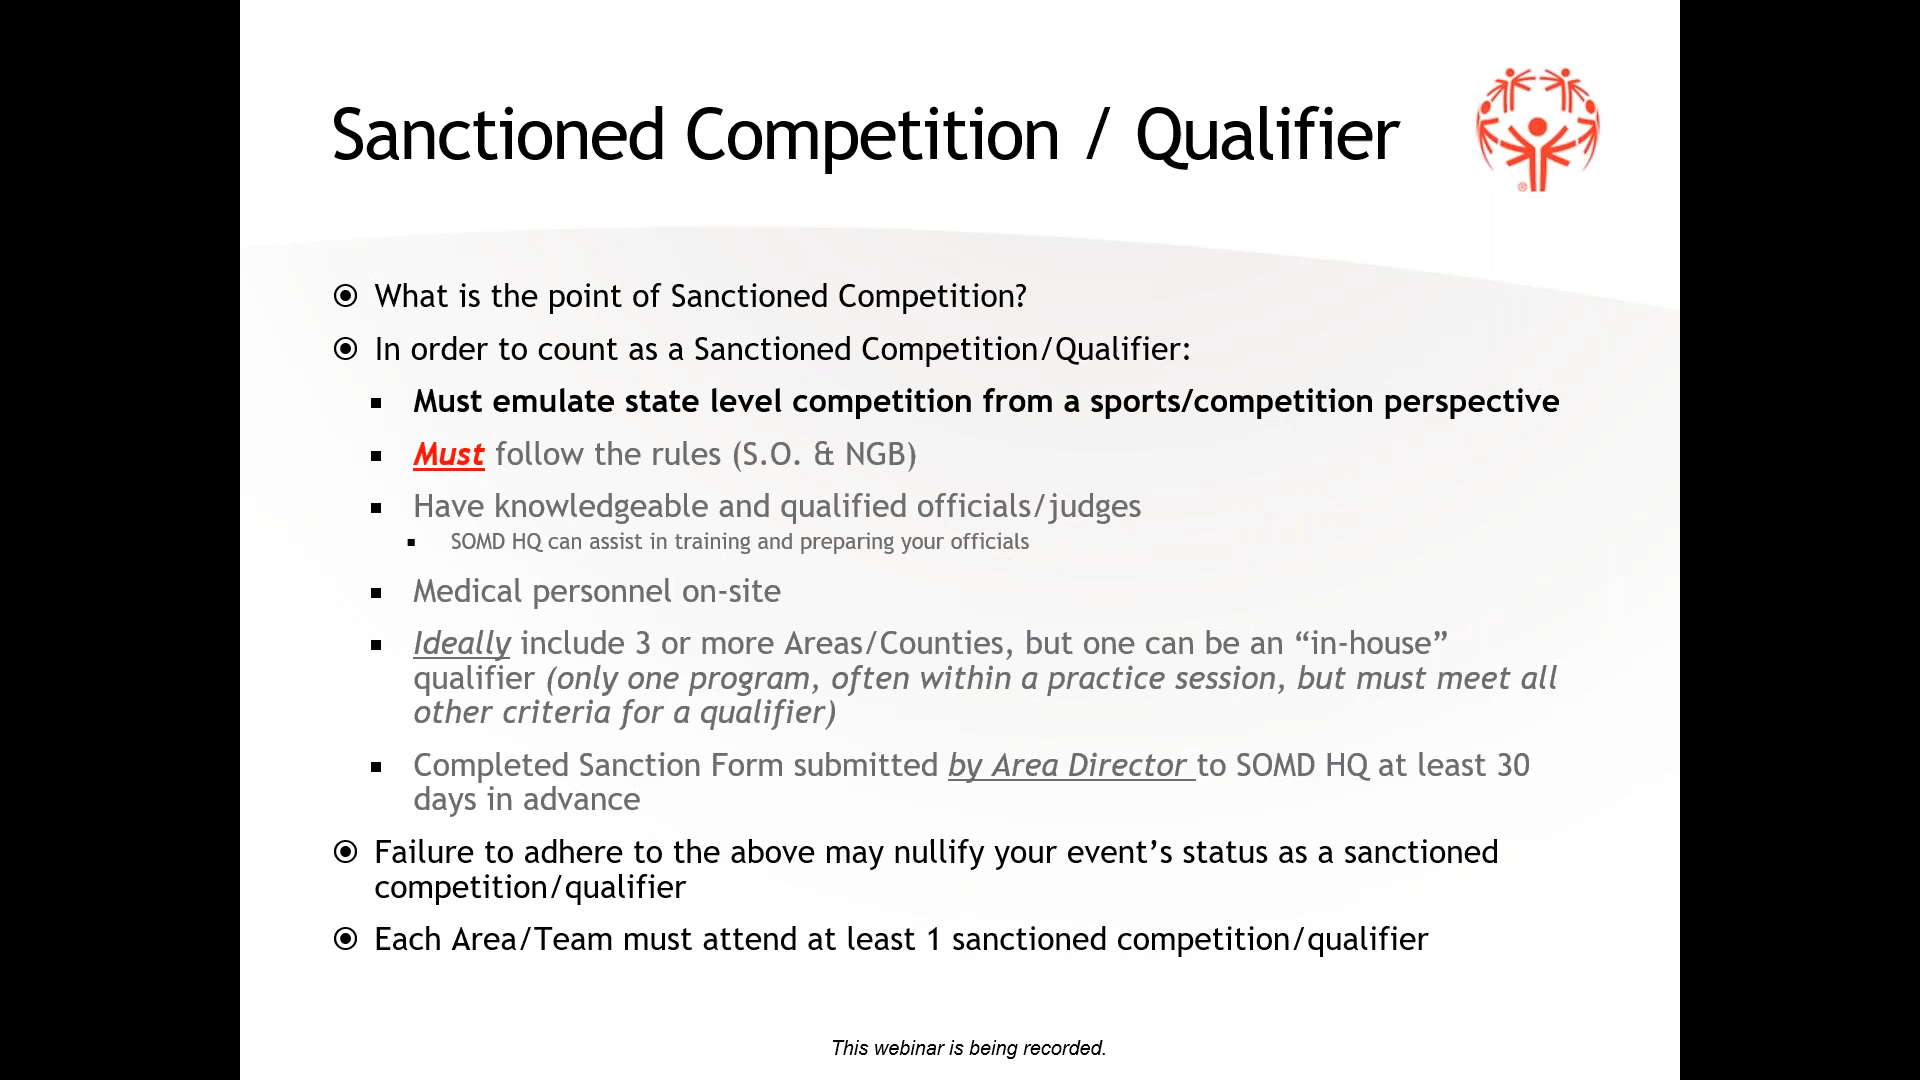 Sanctioned Competition / Qualifier
®
What is the point of Sanctioned Competition?
In order to count as a Sanctioned Competition/Qualifier:
Must emulate state level competition from a sports/competition perspective
Must follow the rules (S.O. & NGB)
Have knowledgeable and qualified officials/judges
SOMD HQ can assist in training and preparing your officials
Medical personnel on-site
Ideally include 3 or more Areas/Counties, but one can be an “in-house”
qualifier (only one program, often within a practice session, but must meet all
other criteria for a qualifier)
Completed Sanction Form submitted by Area Director to SOMD HQ at least 30
days in advance
Failure to adhere to the above may nullify your event’s status as a sanctioned
competition/qualifier
Each Area/Team must attend at least 1 sanctioned competition/qualifier
This webinar is being recorded.